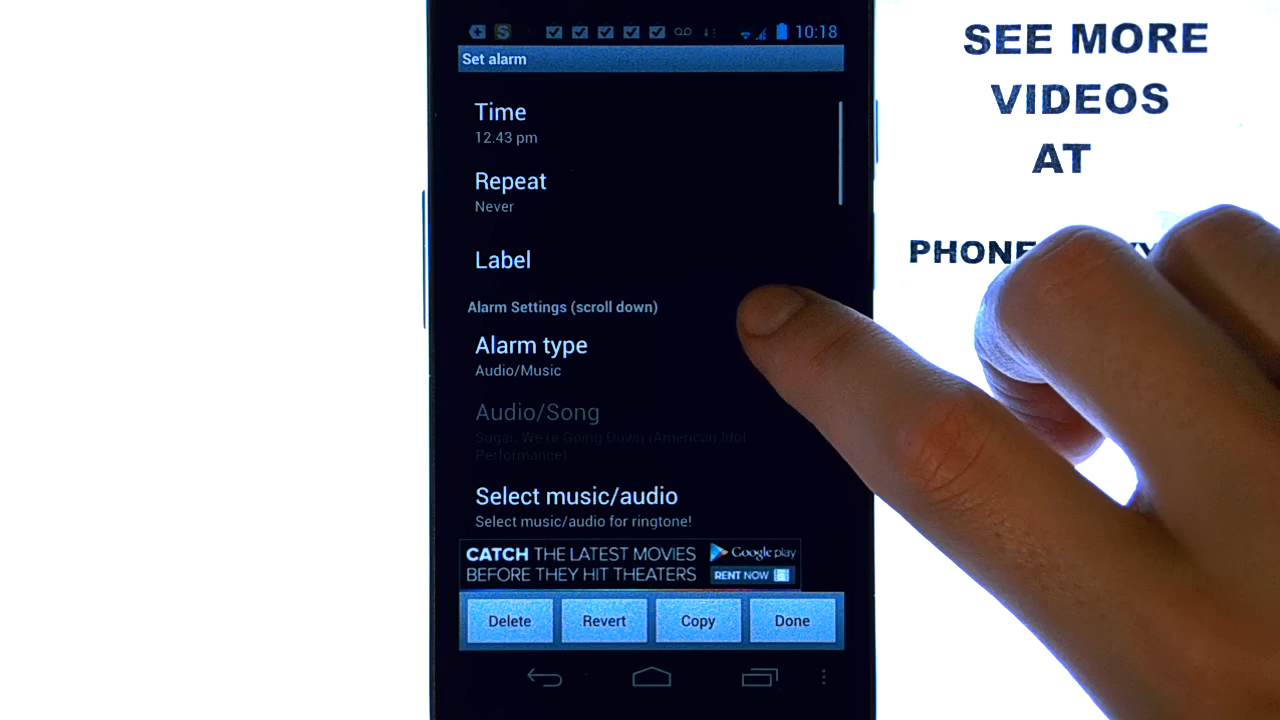 10:18
Set alarm
Time
12.43 pm
Repeat
Never
Label
Alarm Settings (scroll down)
Alarm type
Audio/Music
Audio/Song
Sugar, We're Going Down (American Idol
Performance)
Select music/audio
Select music/audio for ringtone!
CATCH THE LATEST MOVIES
BEFORE THEY HIT THEATERS
Google play
RENT NOW
Delete
Revert
Copy
Done
SEE MORE
VIDEOS
AT